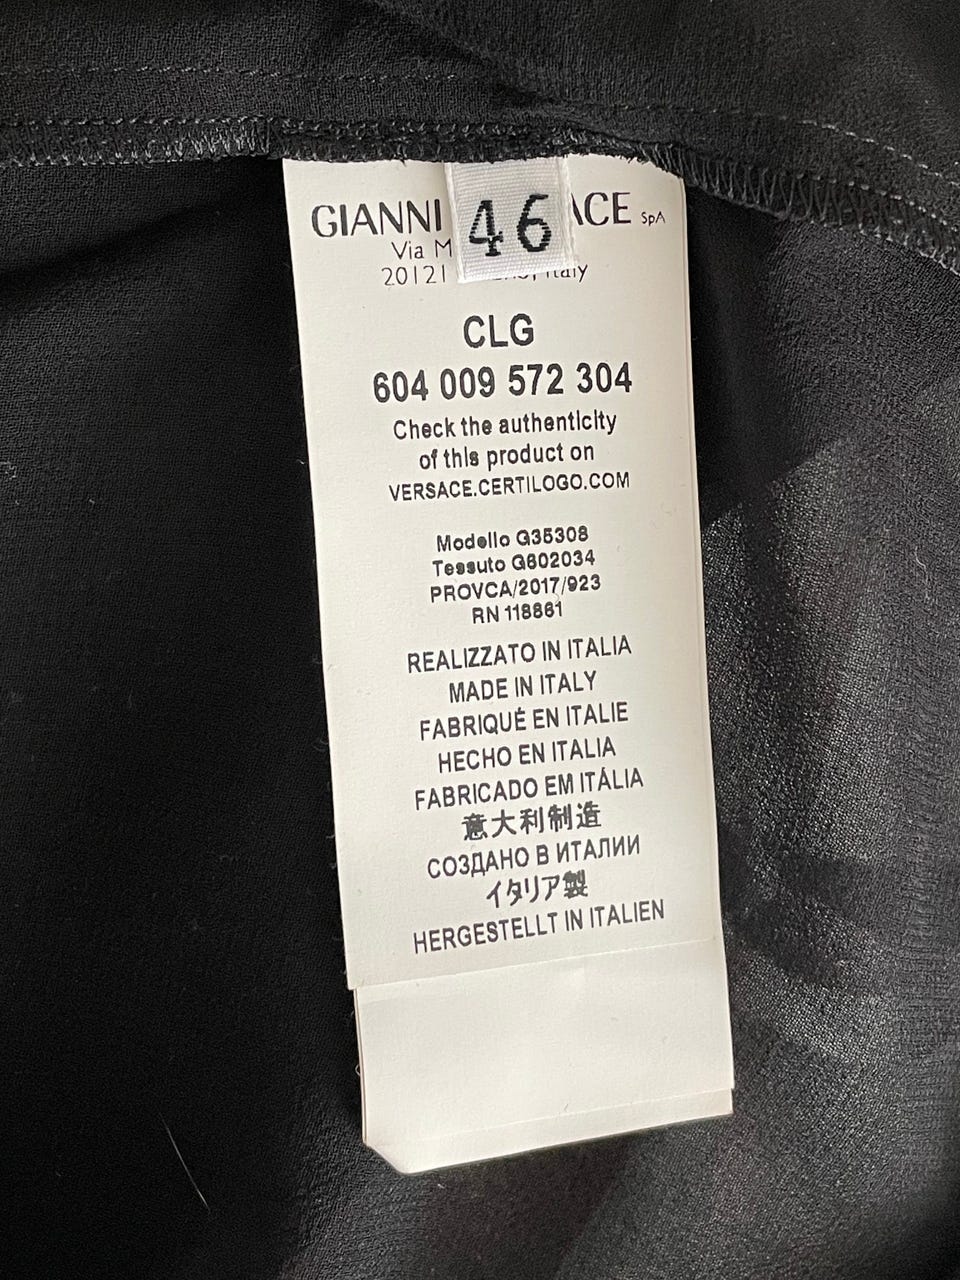 GIANNI ACE SpA
46
Via M
20121 Italy
CLG
604 009 572 304
Check the authenticity
of this product on
VERSACE.CERTILOGO.COM
Modello G35308
Tessuto G602034
PROVCA/2017/923
RN 118861
REALIZZATO IN ITALIA
MADE IN ITALY
FABRIQUÉ EN ITALIE
HECHO EN ITALIA
FABRICADO EM ITÁLIA
意大利制造
СОЗДАНО В ИТАЛИИ
イタリア製
HERGESTELLT IN ITALIEN